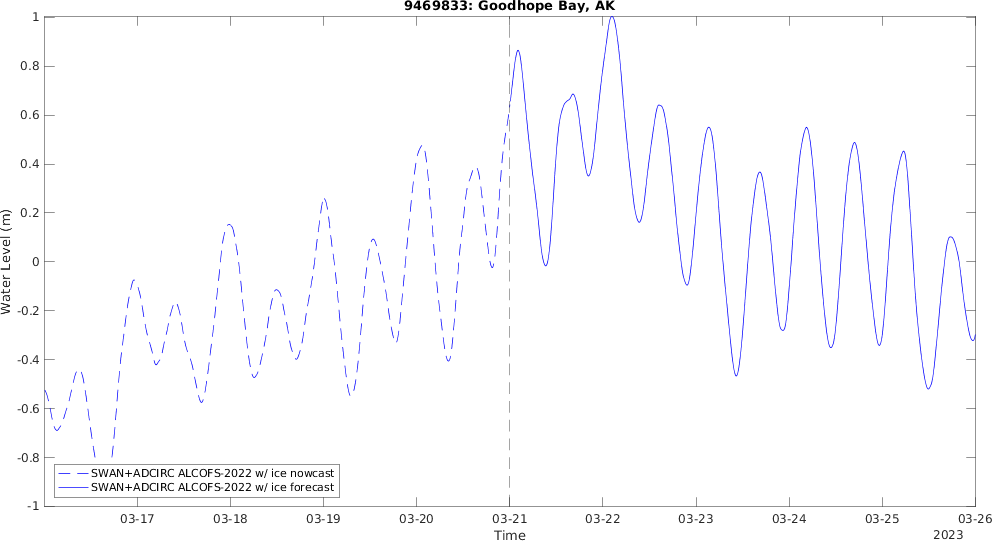 9469833: Goodhope Bay, AK
Water Level (m)
1
0.8
0.6
0.4
0.2
0
-0.2
-0.4
-0.6
-0.8
-1
SWAN+ADCIRC ALCOFS-2022 w/ ice nowcast
SWAN+ADCIRC ALCOFS-2022 w/ ice forecast
03-17 03-18 03-19 03-20 03-21 03-22 03-23 03-24 03-25 03-26
Time
2023